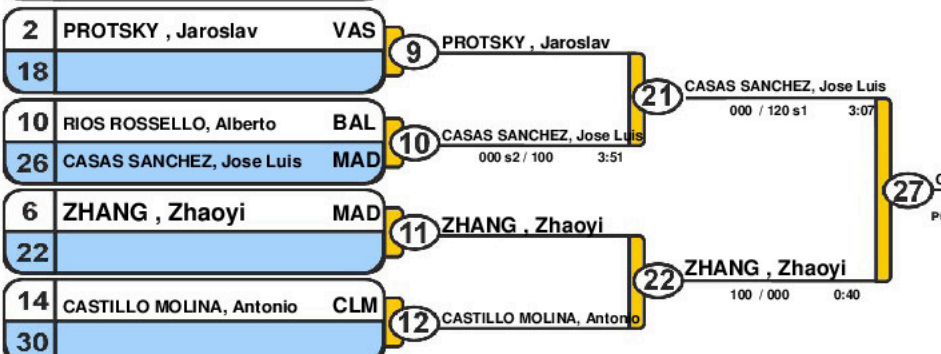 2 PROTSKY , Jaroslav VAS
18
9
PROTSKY , Jaroslav
10 RIOS ROSSELLO, Alberto BAL
26 CASAS SANCHEZ, Jose Luis MAD
10
CASAS SANCHEZ, Jose Luis
000 s2 / 100 3:51
21
CASAS SANCHEZ, Jose Luis
000 / 120 s1 3:07
6 ZHANG , Zhaoyi MAD
22
11
ZHANG , Zhaoyi
14 CASTILLO MOLINA, Antonio CLM
30
12
CASTILLO MOLINA, Antonio
22
ZHANG , Zhaoyi
100 / 000 0:40
27